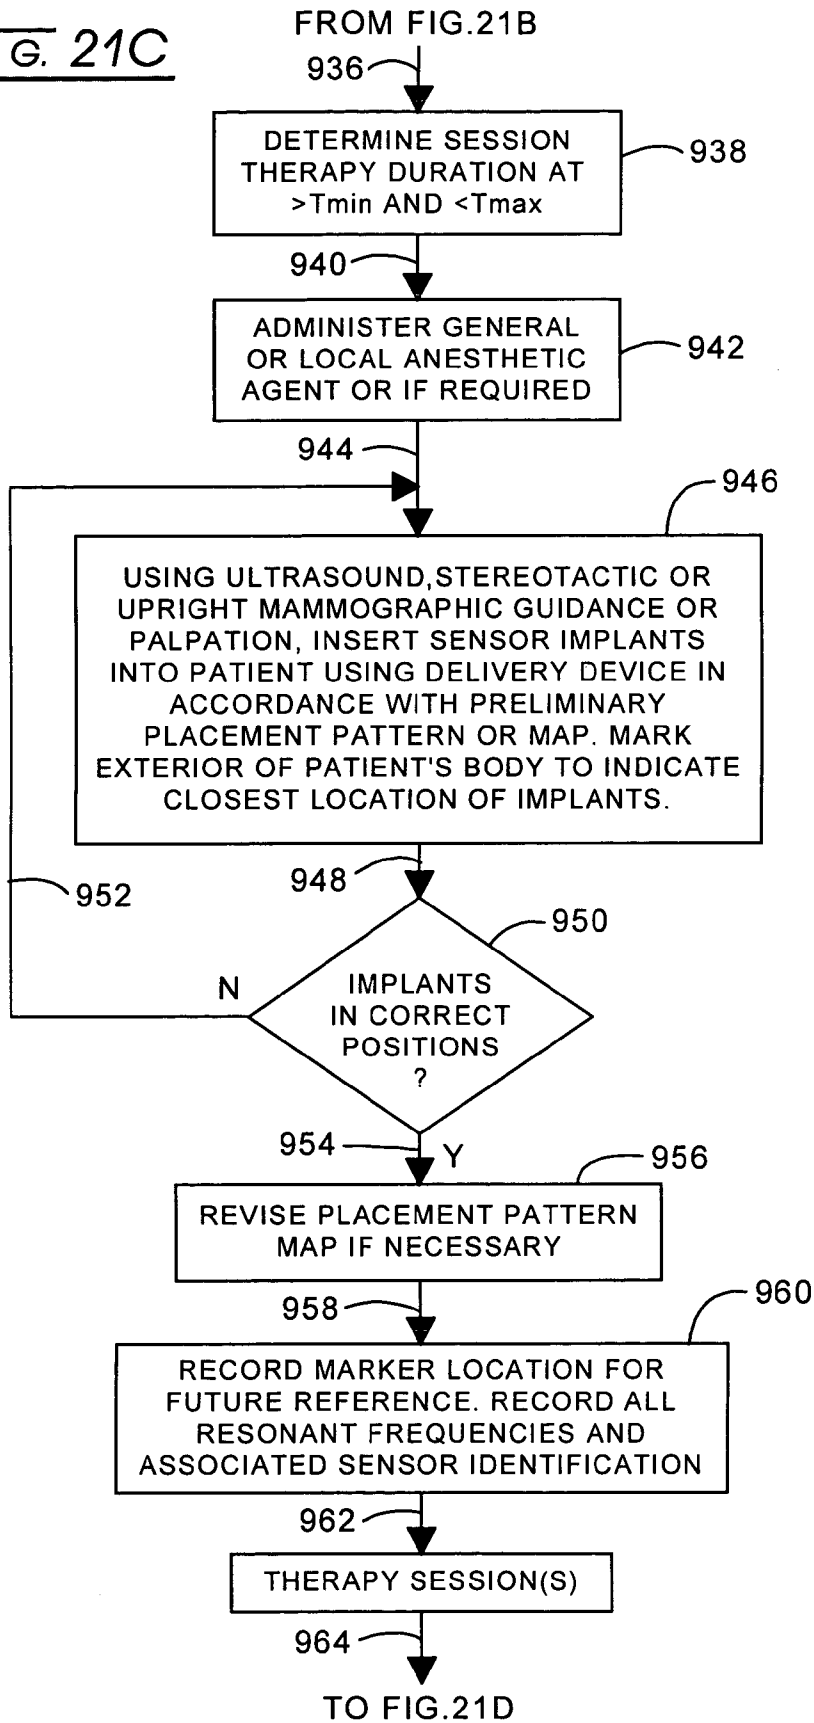 FROM FIG.21B
G. 21C
936
DETERMINE SESSION
THERAPY DURATION AT
>Tmin AND <Tmax
938
940
ADMINISTER GENERAL
OR LOCAL ANESTHETIC
AGENT OR IF REQUIRED
942
944
946
USING ULTRASOUND,STEREOTACTIC OR
UPRIGHT MAMMOGRAPHIC GUIDANCE OR
PALPATION, INSERT SENSOR IMPLANTS
INTO PATIENT USING DELIVERY DEVICE IN
ACCORDANCE WITH PRELIMINARY
PLACEMENT PATTERN OR MAP. MARK
EXTERIOR OF PATIENT'S BODY TO INDICATE
CLOSEST LOCATION OF IMPLANTS.
948
952
950
N
IMPLANTS
IN CORRECT
POSITIONS
?
954
Y
956
REVISE PLACEMENT PATTERN
MAP IF NECESSARY
958
960
RECORD MARKER LOCATION FOR
FUTURE REFERENCE. RECORD ALL
RESONANT FREQUENCIES AND
ASSOCIATED SENSOR IDENTIFICATION
962
THERAPY SESSION(S)
964
TO FIG.21D